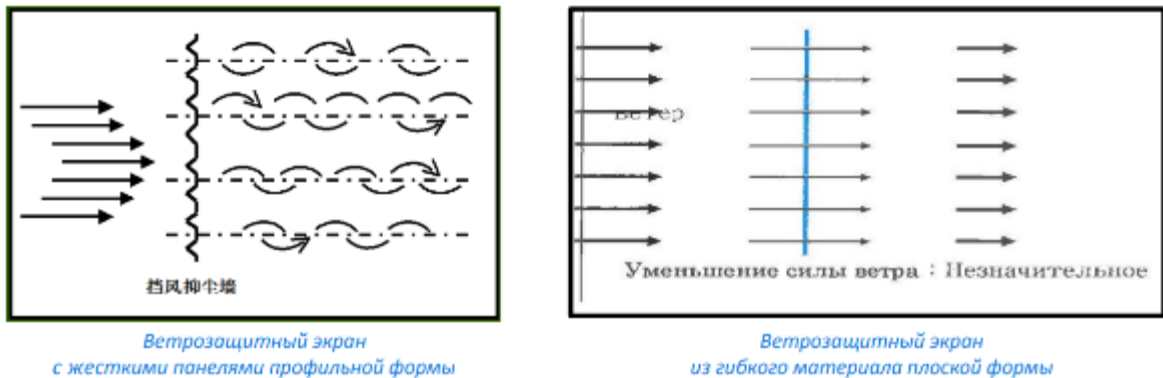 挡风抑尘墙
Ветрозащитный экран
с жесткими панелями профильной формы
Ветер
Уменьшение силы ветра : Незначительное
Ветрозащитный экран
из гибкого материала плоской формы